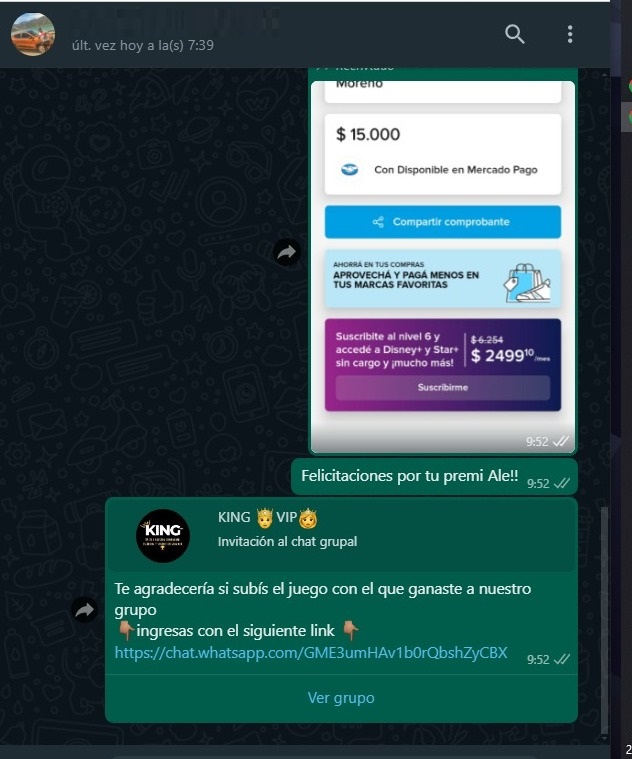 últ. vez hoy a la(s) 7:39
Reenviado
Moreno
$ 15.000
Con Disponible en Mercado Pago
Compartir comprobante
AHORRÁ EN TUS COMPRAS
APROVECHÁ Y PAGÁ MENOS EN
TUS MARCAS FAVORITAS
Suscribite al nivel 6 y
accedé a Disney+ y Star+
sin cargo y ¡mucho más!
$ 6.254
$ 2499¹⁰/mes
Suscribirme
9:52
Felicitaciones por tu premi Ale!!
9:52
KING
KING 🤴VIP👸
Invitación al chat grupal
Te agradecería si subís el juego con el que ganaste a nuestro
grupo
👇🏽ingresas con el siguiente link 👇🏽
https://chat.whatsapp.com/GME3umHAv1b0rQbshZyCBX
9:52
Ver grupo
2